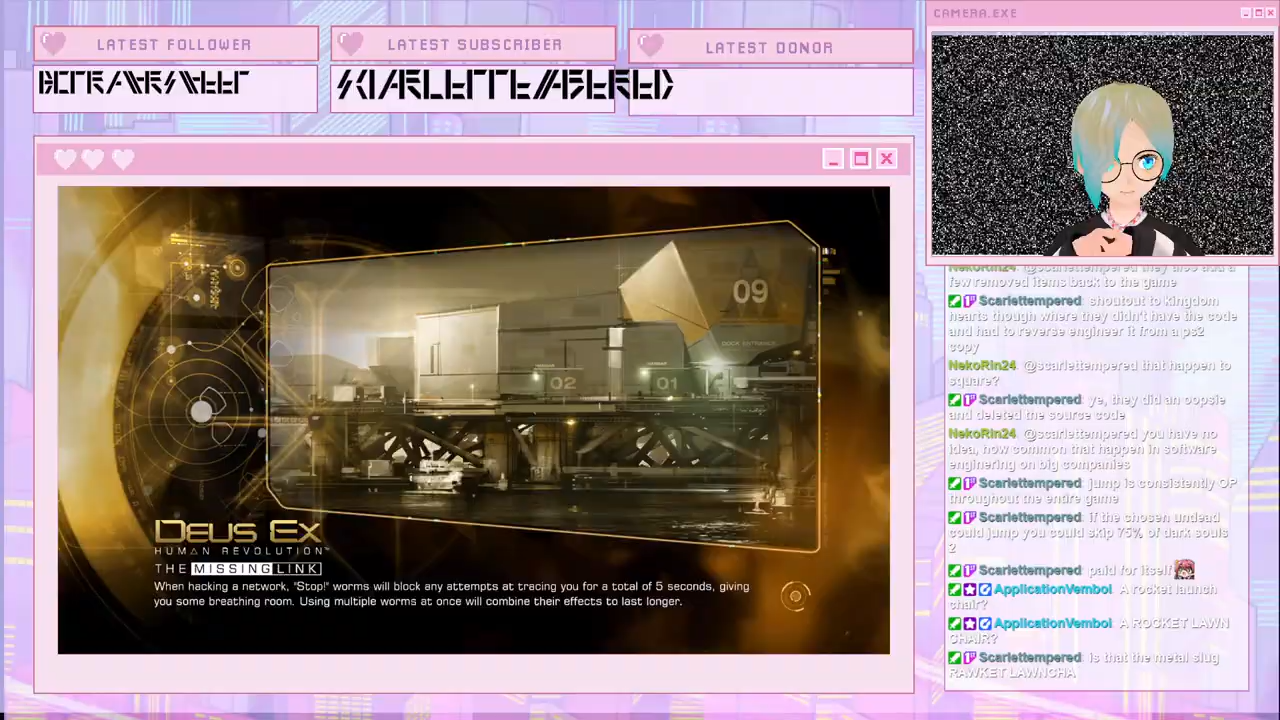 LATEST FOLLOWER
LATEST SUBSCRIBER
LATEST DONOR
CAMERA.EXE
SCARLETTEMPERED
09
DOCK ENTRANCE
02
01
DEUS EX
HUMAN REVOLUTION™
THE MISSING LINK
When hacking a network, "Stop!" worms will block any attempts at tracing you for a total of 5 seconds, giving
you some breathing room. Using multiple worms at once will combine their effects to last longer.
NekoRin24: @scarlettempered they also add a
few removed items back to the game
Scarlettempered: shoutout to kingdom
hearts though where they didn't have the code
and had to reverse engineer it from a ps2
copy
NekoRin24: @scarlettempered that happen to
square?
Scarlettempered: ye, they did an oopsie
and deleted the source code
NekoRin24: @scarlettempered you have no
idea, how common that happen in software
enginering on big companies
Scarlettempered: jump is consistently OP
throughout the entire game
Scarlettempered: if the chosen undead
could jump you could skip 75% of dark souls
2
Scarlettempered: paid for itself
ApplicationVembol: A rocket launch
chair?
ApplicationVembol: A ROCKET LAWN
CHAIR?
Scarlettempered: is that the metal slug
RAWKET LAWNCHA